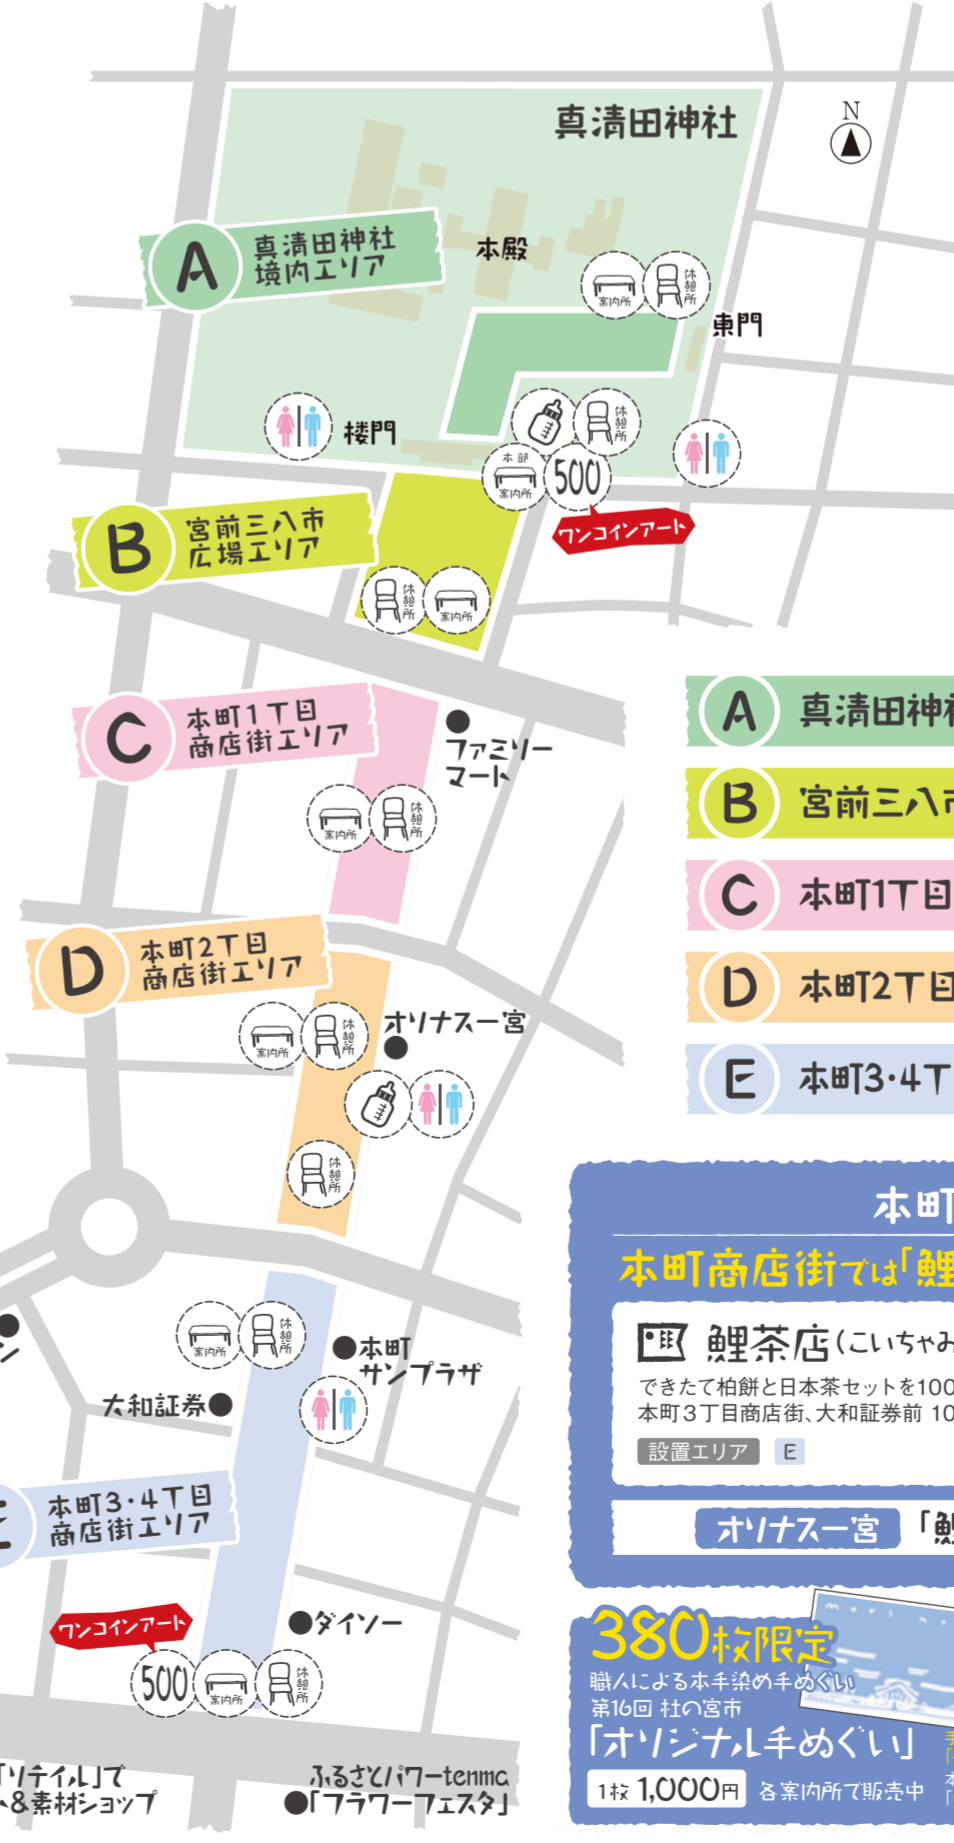 真清田神社
N
A
真清田神社
境内エリア
本殿
案内所
休憩所
東門
楼門
休憩所
本部
案内所
500
ワンコインアート
B
宮前三八市
広場エリア
休憩所
案内所
C
本町1丁目
商店街エリア
ファミリー
マート
案内所
休憩所
D
本町2丁目
商店街エリア
案内所
休憩所
オリナス一宮
休憩所
案内所
休憩所
本町
サンプラザ
ン
大和証券
E
本町3・4丁目
商店街エリア
ワンコインアート
ダイソー
500
案内所
休憩所
「リテイル」で
&素材ショップ
ふるさとパワーtenma
「フラワーフェスタ」
A 真清田神
B 宮前三八市
C 本町1丁目
D 本町2丁目
E 本町3・4丁
本町
本町商店街では「鯉
鯉茶店(こいちゃみ
できたて柏餅と日本茶セットを100
本町3丁目商店街、大和証券前 10
設置エリア E
オリナス一宮 「鯉
380枚限定
職人による本手染め手めぐい
第16回 杜の宮市
「オリジナル手めぐい」
1枚 1,000円 各案内所で販売中